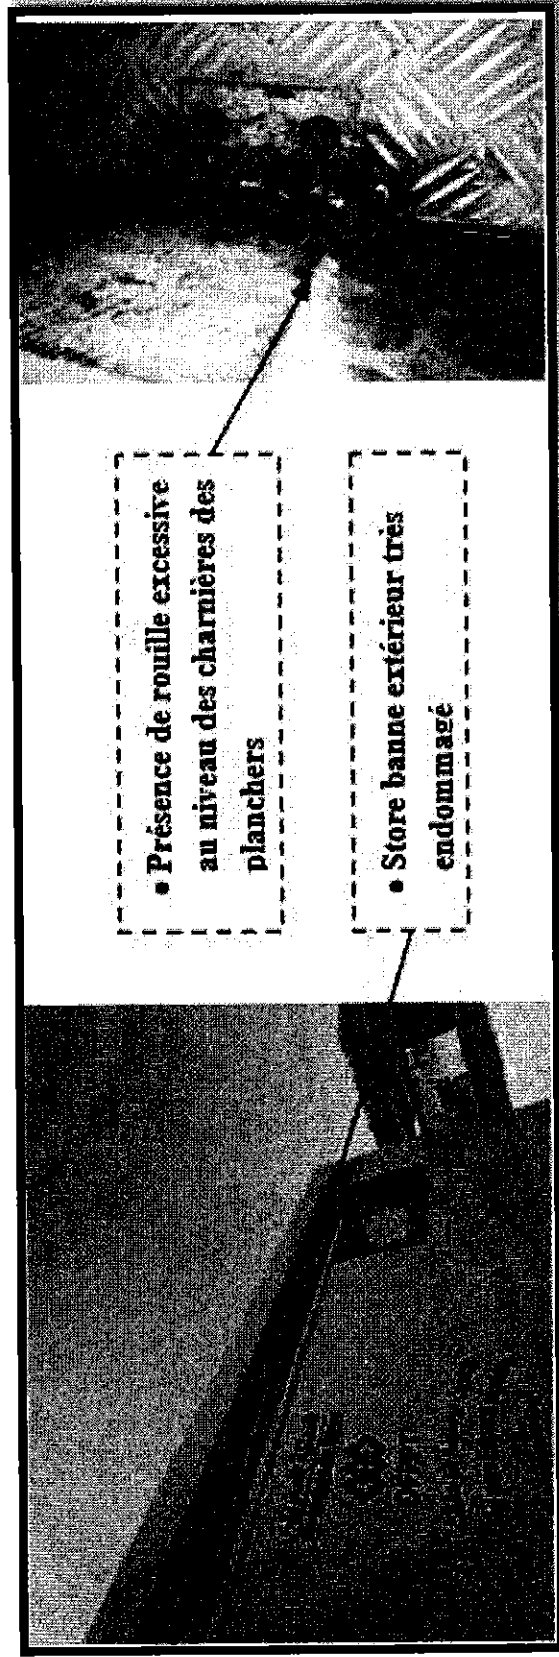 • Présence de rouille excessive
au niveau des charnières des
planchers
• Store banne extérieur très
endommagé